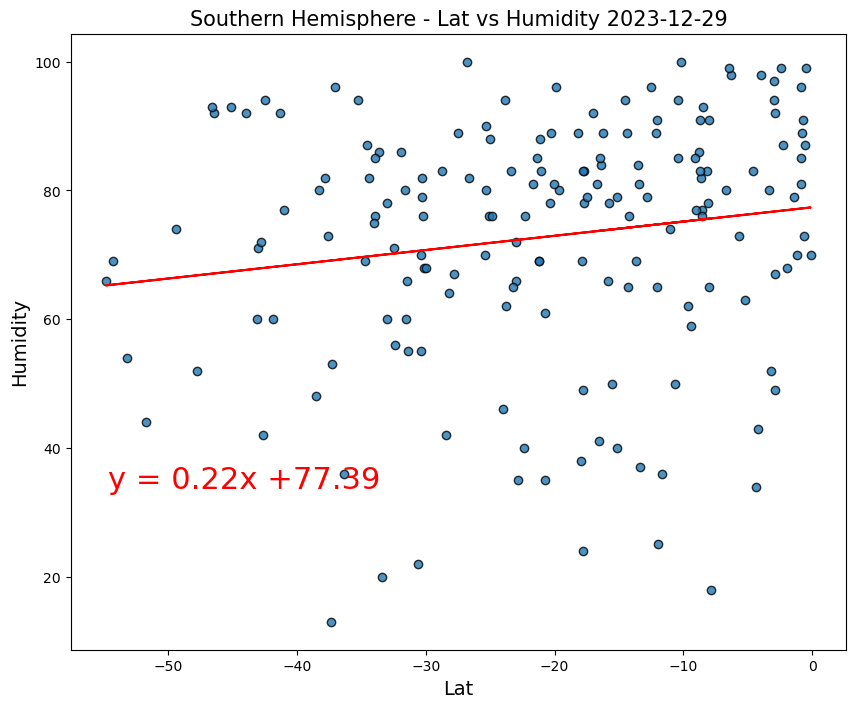 Southern Hemisphere - Lat vs Humidity 2023-12-29
Humidity
100
80
60
40
20
y = 0.22x +77.39
−50
−40
−30
−20
−10
0
Lat